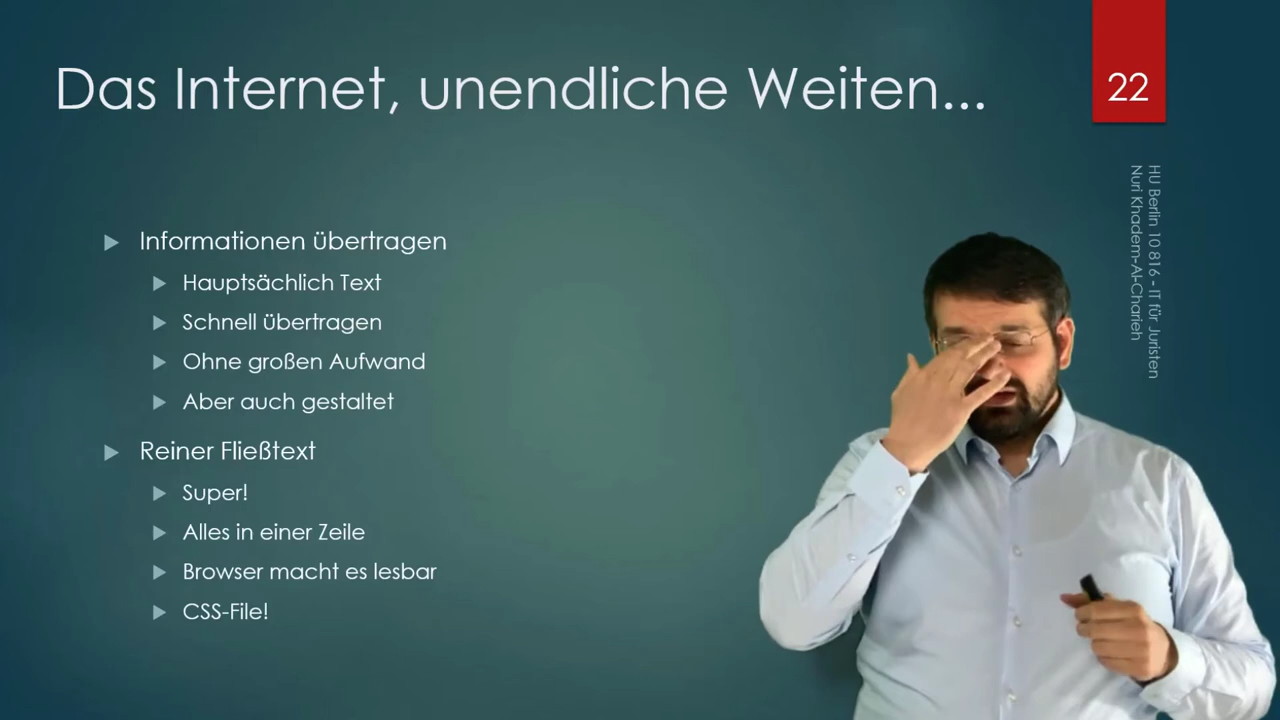 Das Internet, unendliche Weiten...
22
HU Berlin 10 816 - IT für Juristen
Nuri Khadem-Al-Charieh
Informationen übertragen
Hauptsächlich Text
Schnell übertragen
Ohne großen Aufwand
Aber auch gestaltet
Reiner Fließtext
Super!
Alles in einer Zeile
Browser macht es lesbar
CSS-File!